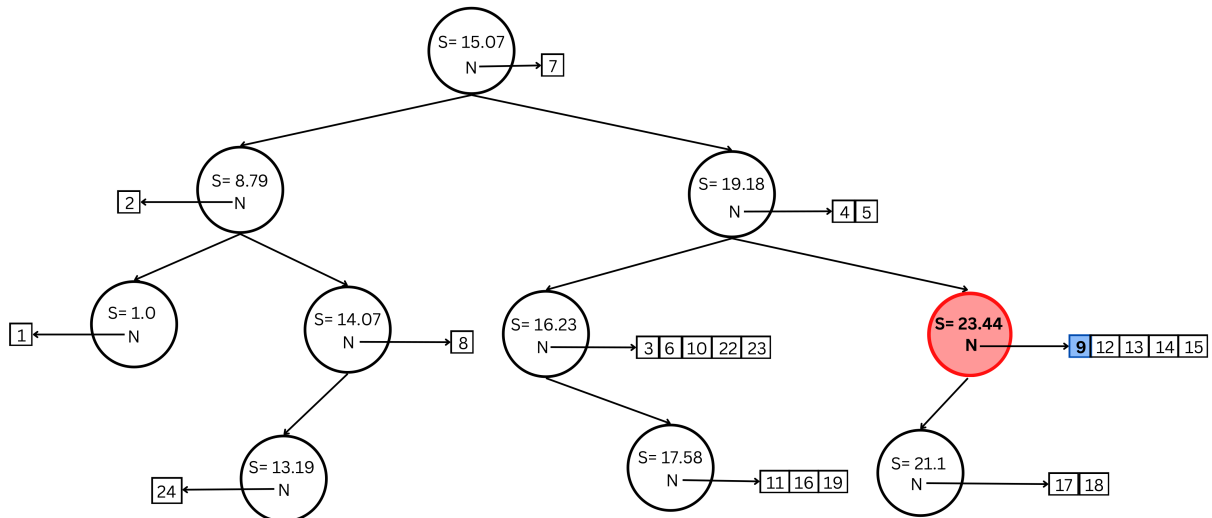 S= 15.07
N
7
S= 8.79
N
2
S= 19.18
N
4 5
S= 1.0
N
1
S= 14.07
N
8
S= 16.23
N
3 6 10 22 23
S= 23.44
N
9 12 13 14 15
S= 13.19
N
24
S= 17.58
N
11 16 19
S= 21.1
N
17 18